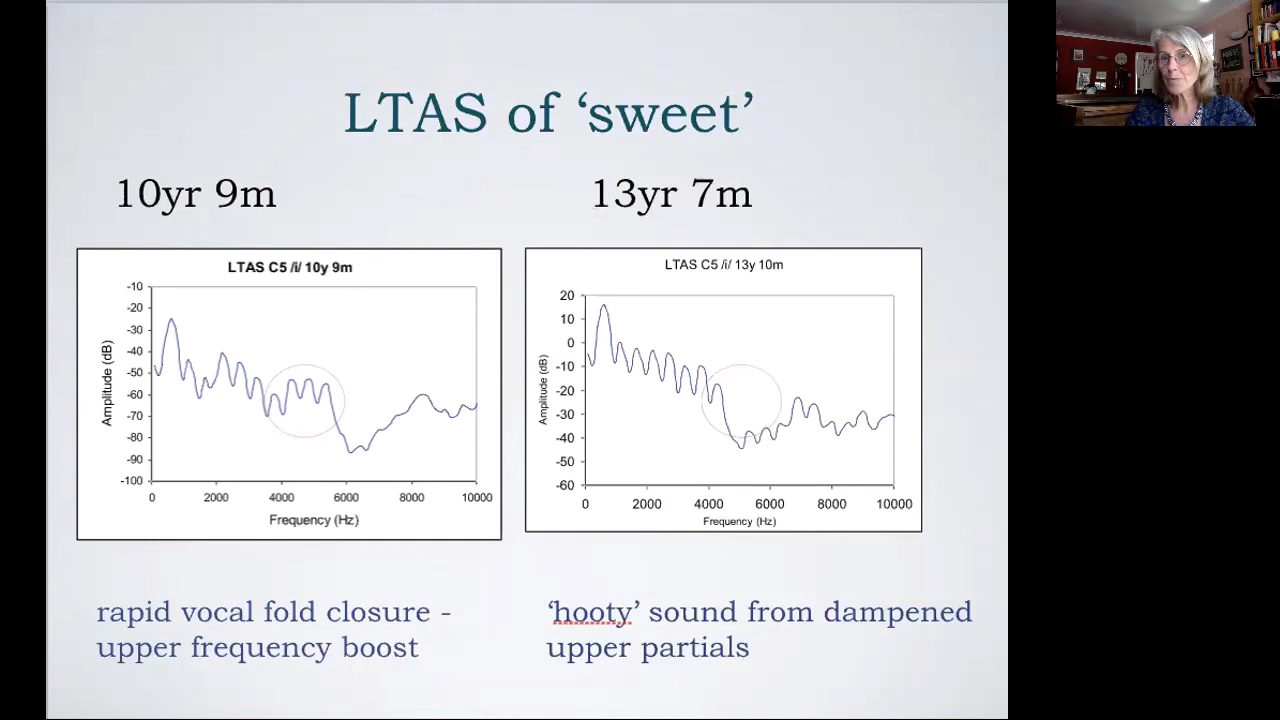 LTAS of ‘sweet’
10yr 9m
13yr 7m
LTAS C5 /i/ 10y 9m
-10
-20
-30
-40
-50
-60
-70
-80
-90
-100
Amplitude (dB)
0 2000 4000 6000 8000 10000
Frequency (Hz)
LTAS C5 /i/ 13y 10m
20
10
0
-10
-20
-30
-40
-50
-60
Amplitude (dB)
0 2000 4000 6000 8000 10000
Frequency (Hz)
rapid vocal fold closure -
upper frequency boost
‘hooty’ sound from dampened
upper partials